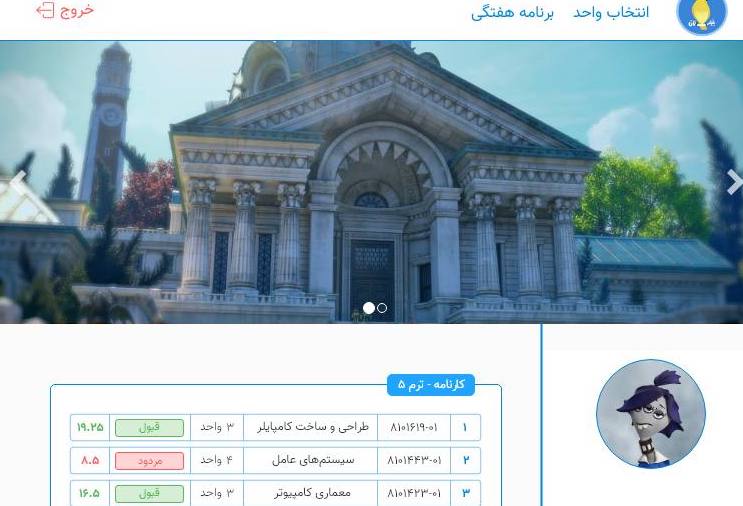 انتخاب واحد
برنامه هفتگی
خروج
کارنامه - ترم ۵
۱ ۸۱۰۱۶۱۹-۰۱ طراحی و ساخت کامپایلر ۳ واحد قبول ۱۹.۲۵
۲ ۸۱۰۱۴۴۳-۰۱ سیستم‌های عامل ۴ واحد مردود ۸.۵
۳ ۸۱۰۱۴۲۳-۰۱ معماری کامپیوتر ۳ واحد قبول ۱۶.۵